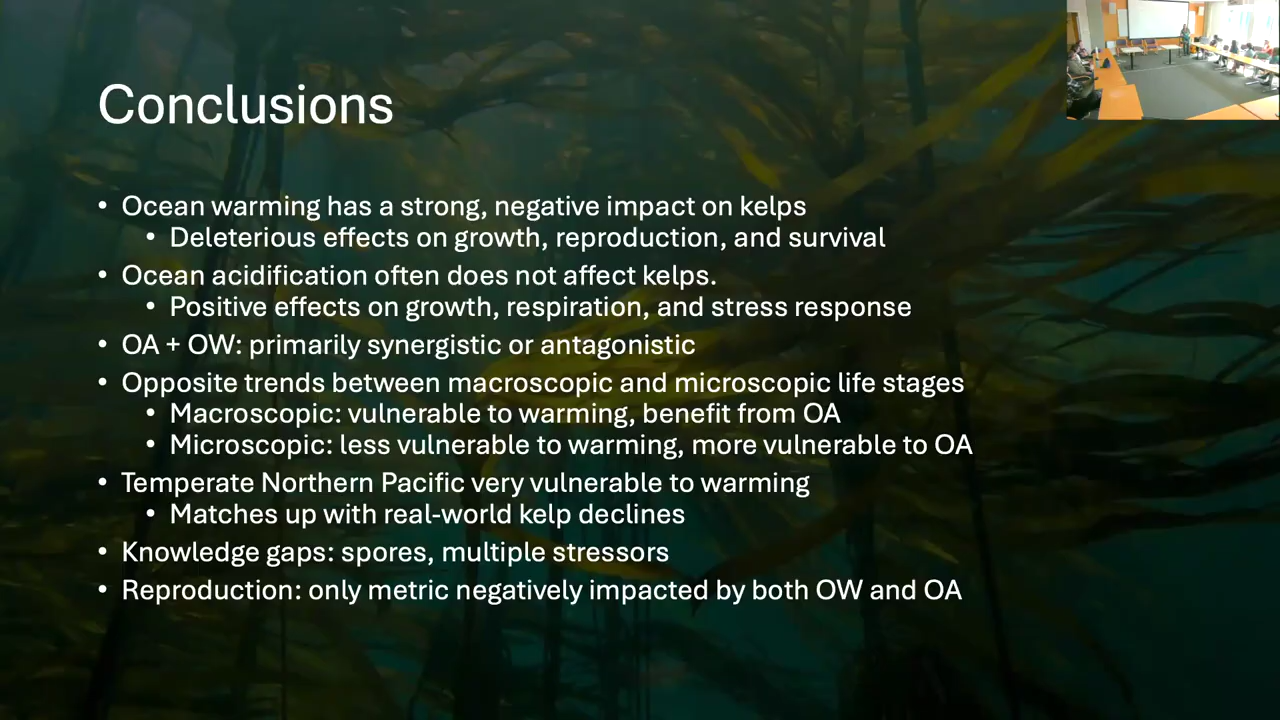 Conclusions
• Ocean warming has a strong, negative impact on kelps
• Deleterious effects on growth, reproduction, and survival
• Ocean acidification often does not affect kelps.
• Positive effects on growth, respiration, and stress response
• OA + OW: primarily synergistic or antagonistic
• Opposite trends between macroscopic and microscopic life stages
• Macroscopic: vulnerable to warming, benefit from OA
• Microscopic: less vulnerable to warming, more vulnerable to OA
• Temperate Northern Pacific very vulnerable to warming
• Matches up with real-world kelp declines
• Knowledge gaps: spores, multiple stressors
• Reproduction: only metric negatively impacted by both OW and OA